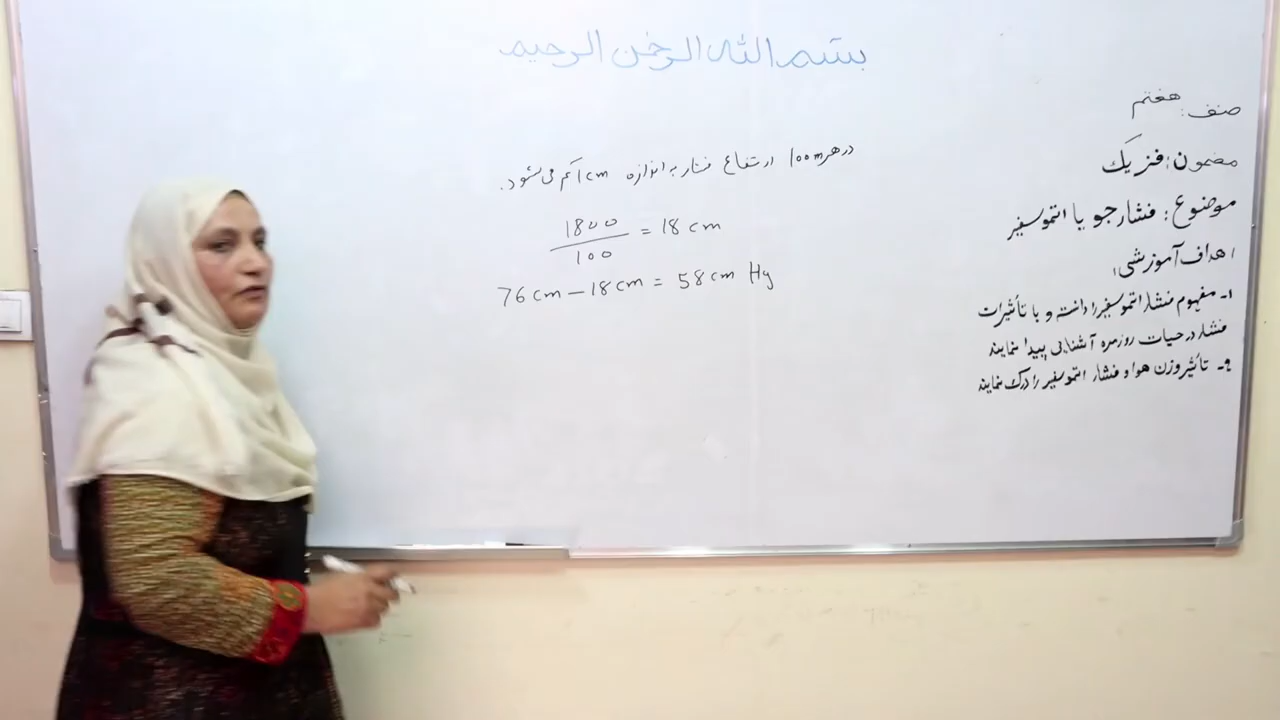 بسم الله الرحمن الرحیم
صنف: هفتم
مضمون: فزیک
موضوع: فشار جو یا اتموسفیر
اهداف آموزشی:
۱- مفهوم فشار اتموسفیر را دانسته و با تأثیرات
فشار در حیات روزمره آشنایی پیدا نمایند
۲- تأثیر وزن هوا و فشار اتموسفیر را درک نمایند
در هر 100m ارتفاع فشار به اندازه 1cm کم می‌شود.
1800/100 = 18 cm
76 cm – 18 cm = 58 cm Hg